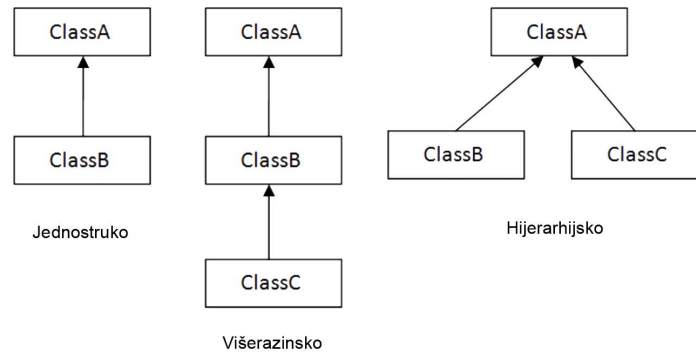 ClassA
ClassB
Jednostruko
ClassA
ClassB
ClassC
Višerazinsko
ClassA
ClassB
ClassC
Hijerarhijsko